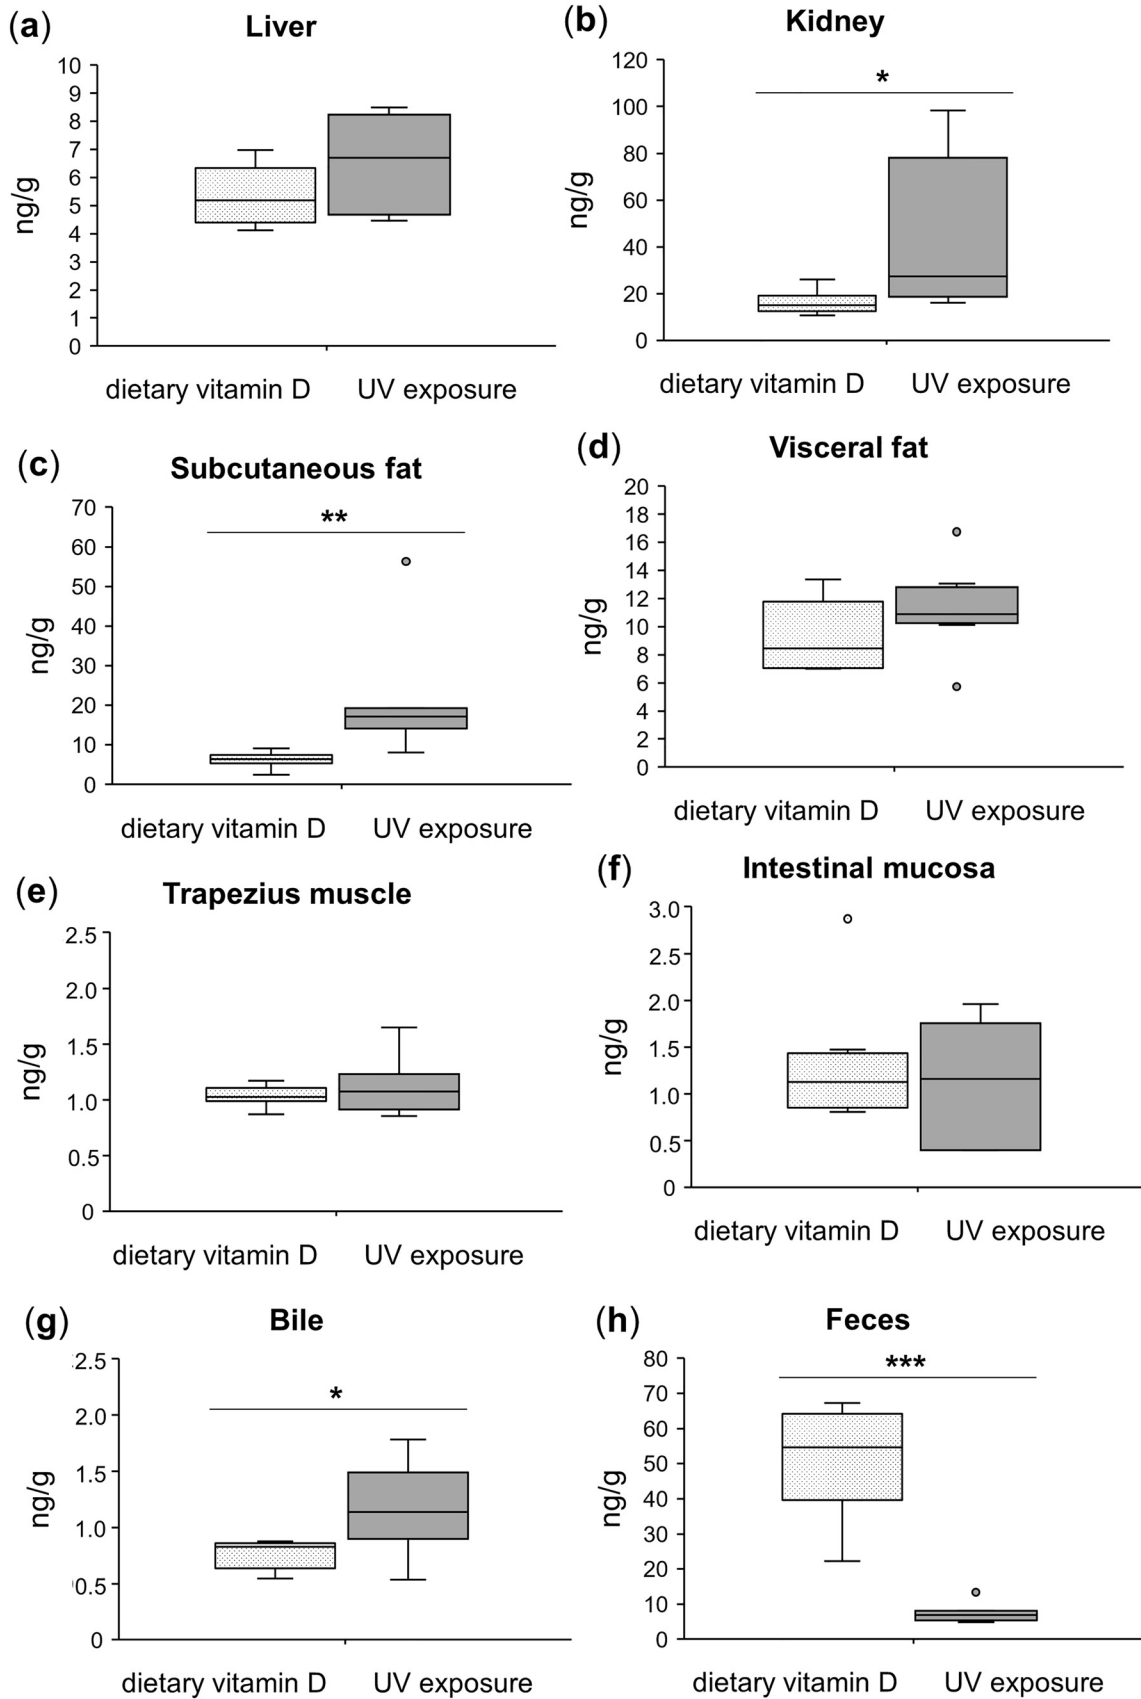 (a) Liver
10
9
8
7
6
5
4
3
2
1
0
ng/g
dietary vitamin D UV exposure
(b) Kidney
120
100
80
60
40
20
0
ng/g
*
dietary vitamin D UV exposure
(c) Subcutaneous fat
70
60
50
40
30
20
10
0
ng/g
**
dietary vitamin D UV exposure
(d) Visceral fat
20
18
16
14
12
10
8
6
4
2
0
ng/g
dietary vitamin D UV exposure
(e) Trapezius muscle
2.5
2.0
1.5
1.0
0.5
0
ng/g
dietary vitamin D UV exposure
(f) Intestinal mucosa
3.0
2.5
2.0
1.5
1.0
0.5
0
ng/g
dietary vitamin D UV exposure
(g) Bile
2.5
2.0
1.5
1.0
0.5
0
ng/g
*
dietary vitamin D UV exposure
(h) Feces
80
70
60
50
40
30
20
10
0
ng/g
***
dietary vitamin D UV exposure